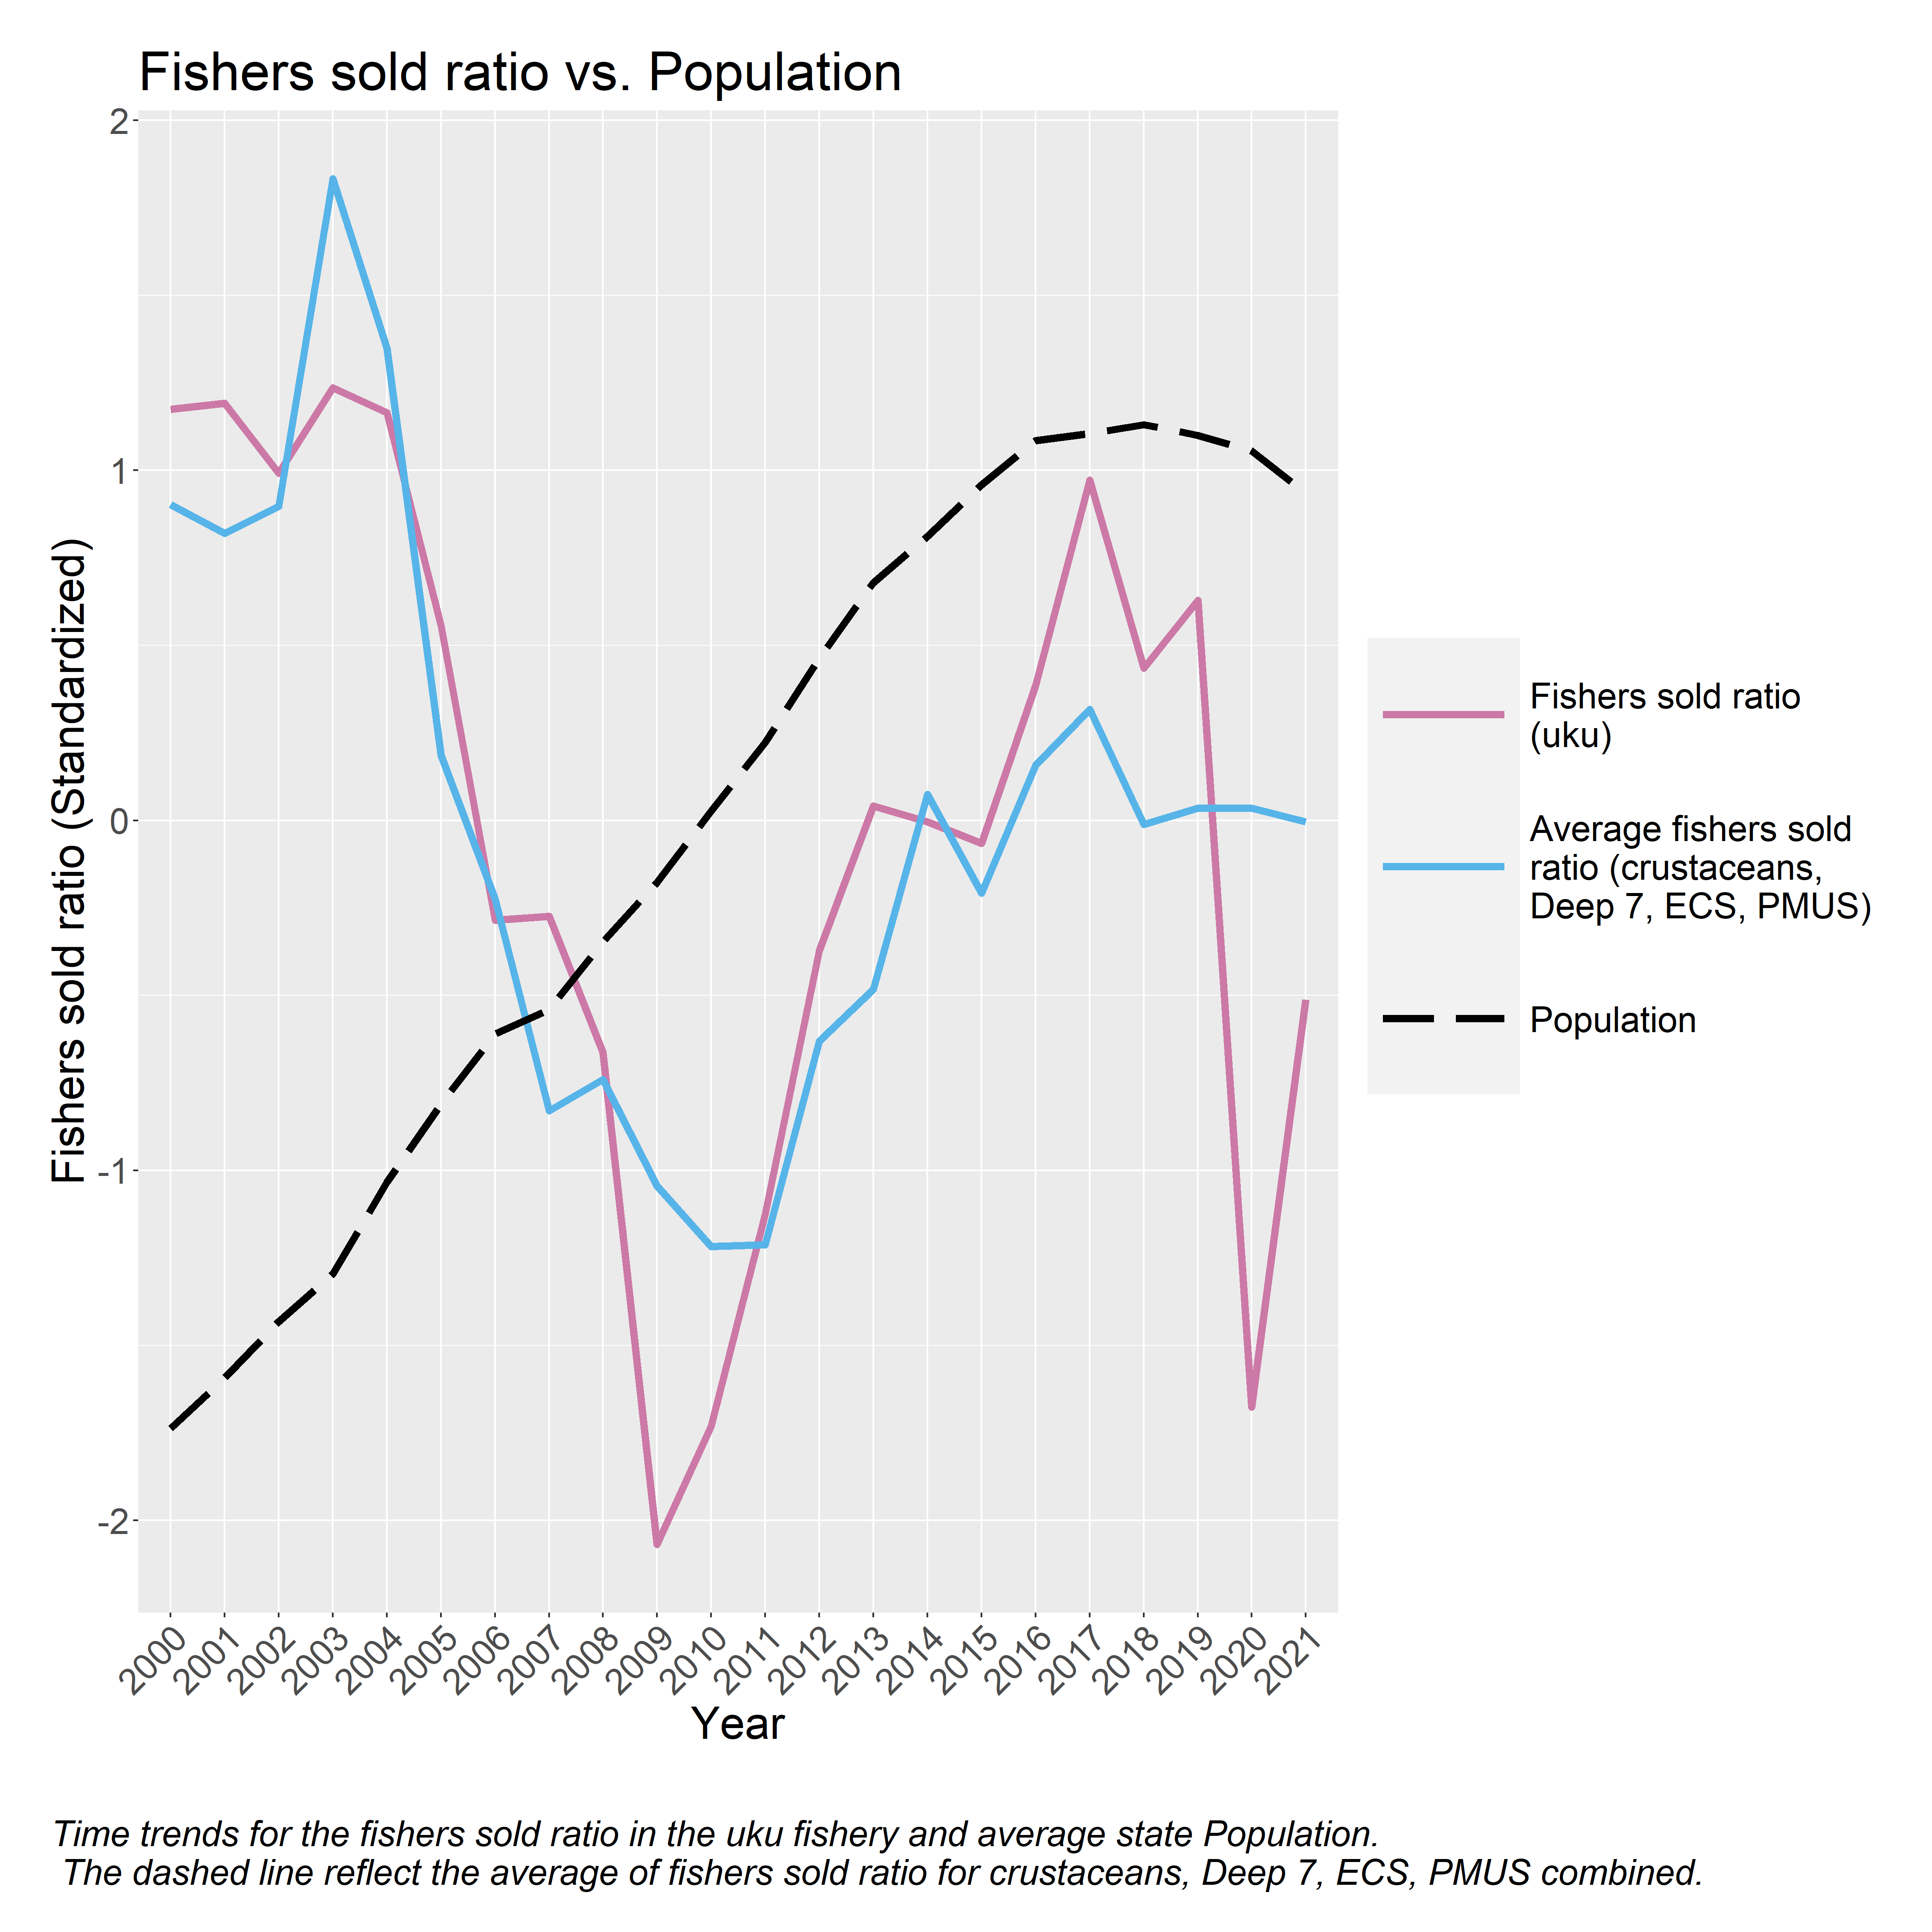 Fishers sold ratio vs. Population
2
1
0
-1
-2
Fishers sold ratio (Standardized)
2000
2001
2002
2003
2004
2005
2006
2007
2008
2009
2010
2011
2012
2013
2014
2015
2016
2017
2018
2019
2020
2021
Year
Fishers sold ratio
(uku)
Average fishers sold
ratio (crustaceans,
Deep 7, ECS, PMUS)
Population
Time trends for the fishers sold ratio in the uku fishery and average state Population.
The dashed line reflect the average of fishers sold ratio for crustaceans, Deep 7, ECS, PMUS combined.